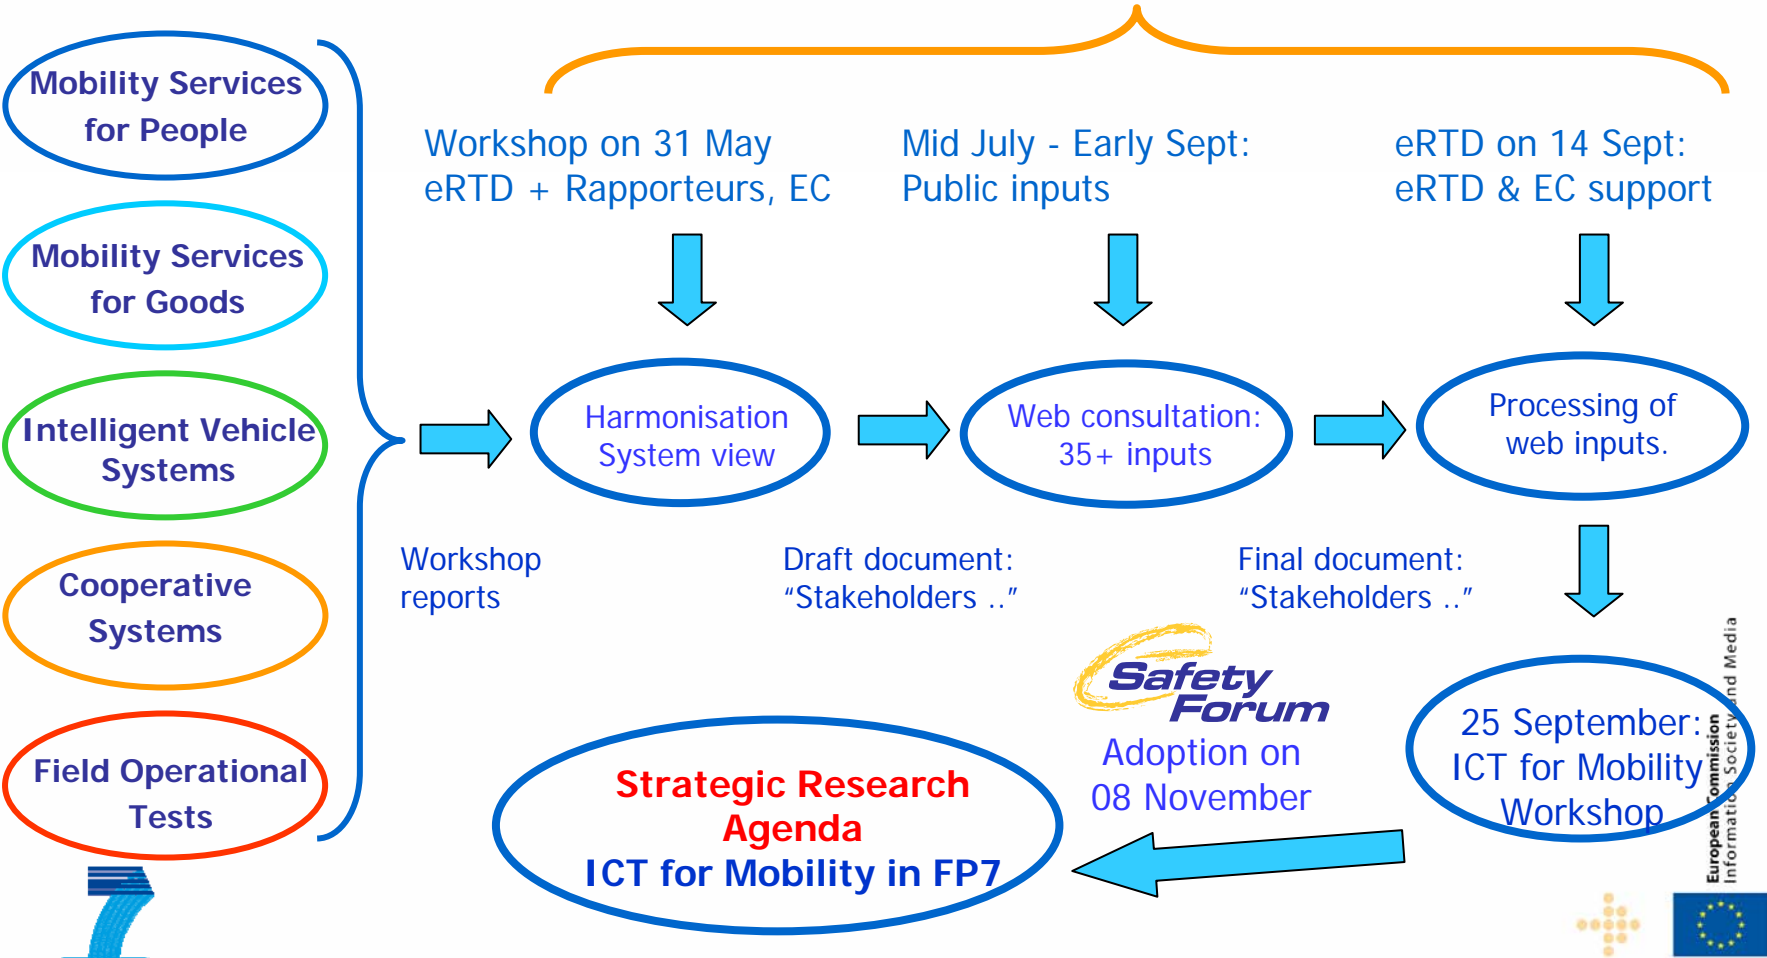 Mobility Services
for People
Mobility Services
for Goods
Intelligent Vehicle
Systems
Cooperative
Systems
Field Operational
Tests
Workshop on 31 May
eRTD + Rapporteurs, EC
Mid July - Early Sept:
Public inputs
eRTD on 14 Sept:
eRTD & EC support
Harmonisation
System view
Web consultation:
35+ inputs
Processing of
web inputs.
Workshop
reports
Draft document:
“Stakeholders ..”
Final document:
“Stakeholders ..”
Safety
Forum
Adoption on
08 November
25 September:
ICT for Mobility
Workshop
Strategic Research
Agenda
ICT for Mobility in FP7
European Commission
Information Society and Media
7